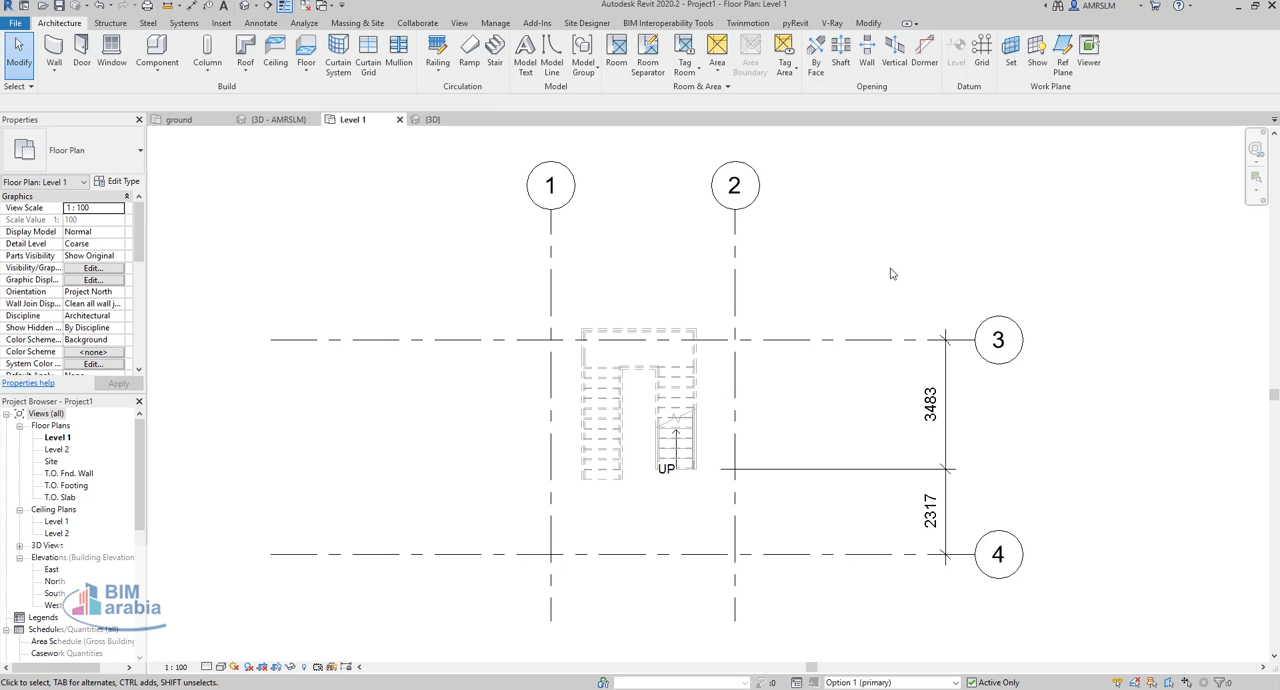 Autodesk Revit 2020.2 - Project1 - Floor Plan: Level 1
AMRSLM
File Architecture Structure Steel Systems Insert Annotate Analyze Massing & Site Collaborate View Manage Add-Ins Site Designer BIM Interoperability Tools Twinmotion pyRevit V-Ray Modify
Modify Wall Door Window Component Column Roof Ceiling Floor Curtain System Curtain Grid Mullion Railing Ramp Stair Model Text Model Line Model Group Room Room Separator Tag Room Area Area Boundary Tag Area By Face Shaft Wall Vertical Dormer Level Grid Set Show Ref Plane Viewer
Select Build Circulation Model Room & Area Opening Datum Work Plane
Properties
ground {3D - AMRSLM} Level 1 {3D}
Floor Plan
Floor Plan: Level 1 Edit Type
Graphics
View Scale 1 : 100
Scale Value 1: 100
Display Model Normal
Detail Level Coarse
Parts Visibility Show Original
Visibility/Grap... Edit...
Graphic Displ... Edit...
Orientation Project North
Wall Join Disp... Clean all wall j...
Discipline Architectural
Show Hidden ... By Discipline
Color Scheme... Background
Color Scheme <none>
System Color ... Edit...
Properties help Apply
Project Browser - Project1
Views (all)
Floor Plans
Level 1
Level 2
Site
T.O. Fnd. Wall
T.O. Footing
T.O. Slab
Ceiling Plans
Level 1
Level 2
3D Views
Elevations (Building Elevation
East
North
South
West
Legends
Schedules/Quantities (all)
Area Schedule (Gross Building
Casework Quantities
BIM
arabia
1
2
3
3483
UP
2317
4
1 : 100
Click to select, TAB for alternates, CTRL adds, SHIFT unselects.
:0
Option 1 (primary)
Active Only
:0